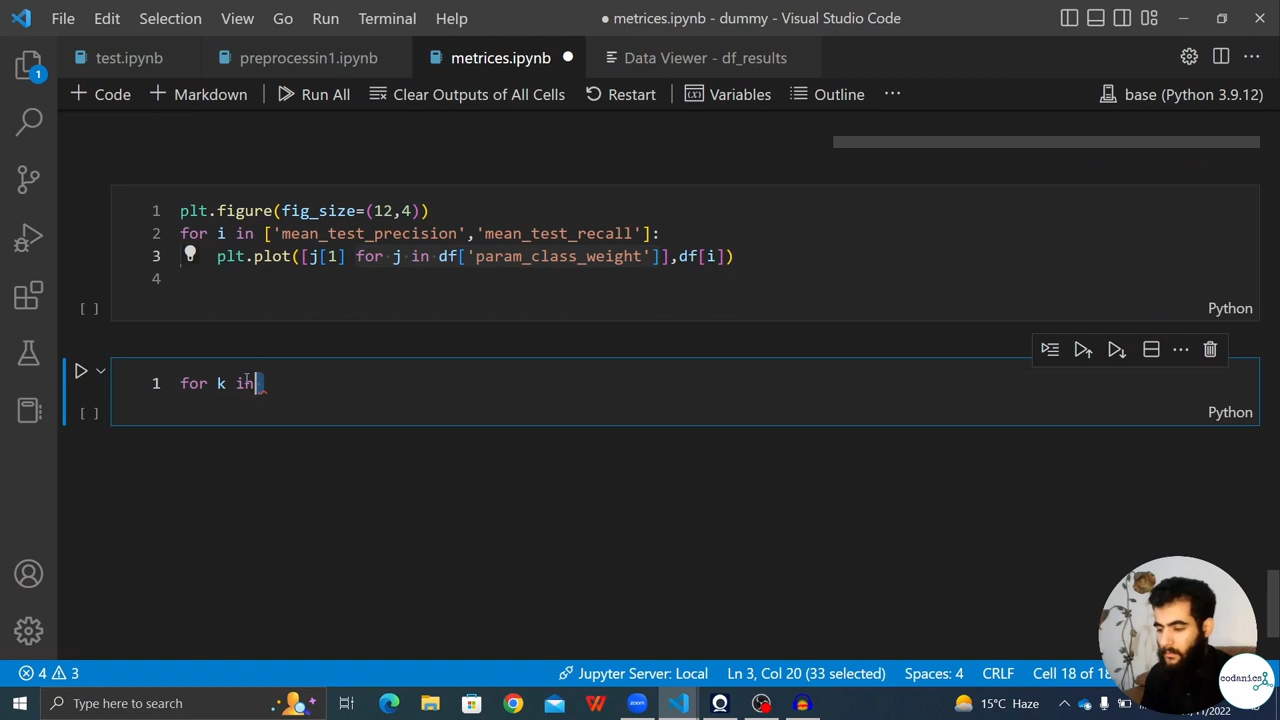 File Edit Selection View Go Run Terminal Help ● metrices.ipynb - dummy - Visual Studio Code
test.ipynb preprocessin1.ipynb metrices.ipynb Data Viewer - df_results
Code Markdown Run All Clear Outputs of All Cells Restart Variables Outline ... base (Python 3.9.12)
1
1 plt.figure(fig_size=(12,4))
2 for i in ['mean_test_precision','mean_test_recall']:
3 plt.plot([j[1] for j in df['param_class_weight']],df[i])
4
[ ] Python
1 for k in
[ ] Python
4 3 Jupyter Server: Local Ln 3, Col 20 (33 selected) Spaces: 4 CRLF Cell 18 of 18
Type here to search 15°C Haze
codanics